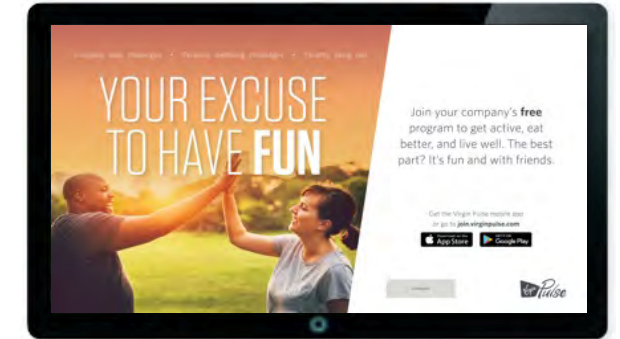 YOUR EXCUSE
TO HAVE FUN
Join your company's free
program to get active, eat
better, and live well. The best
part? It's fun and with friends.
Get the Virgin Pulse mobile app
or go to join.virginpulse.com
App Store
Google Play
Pulse